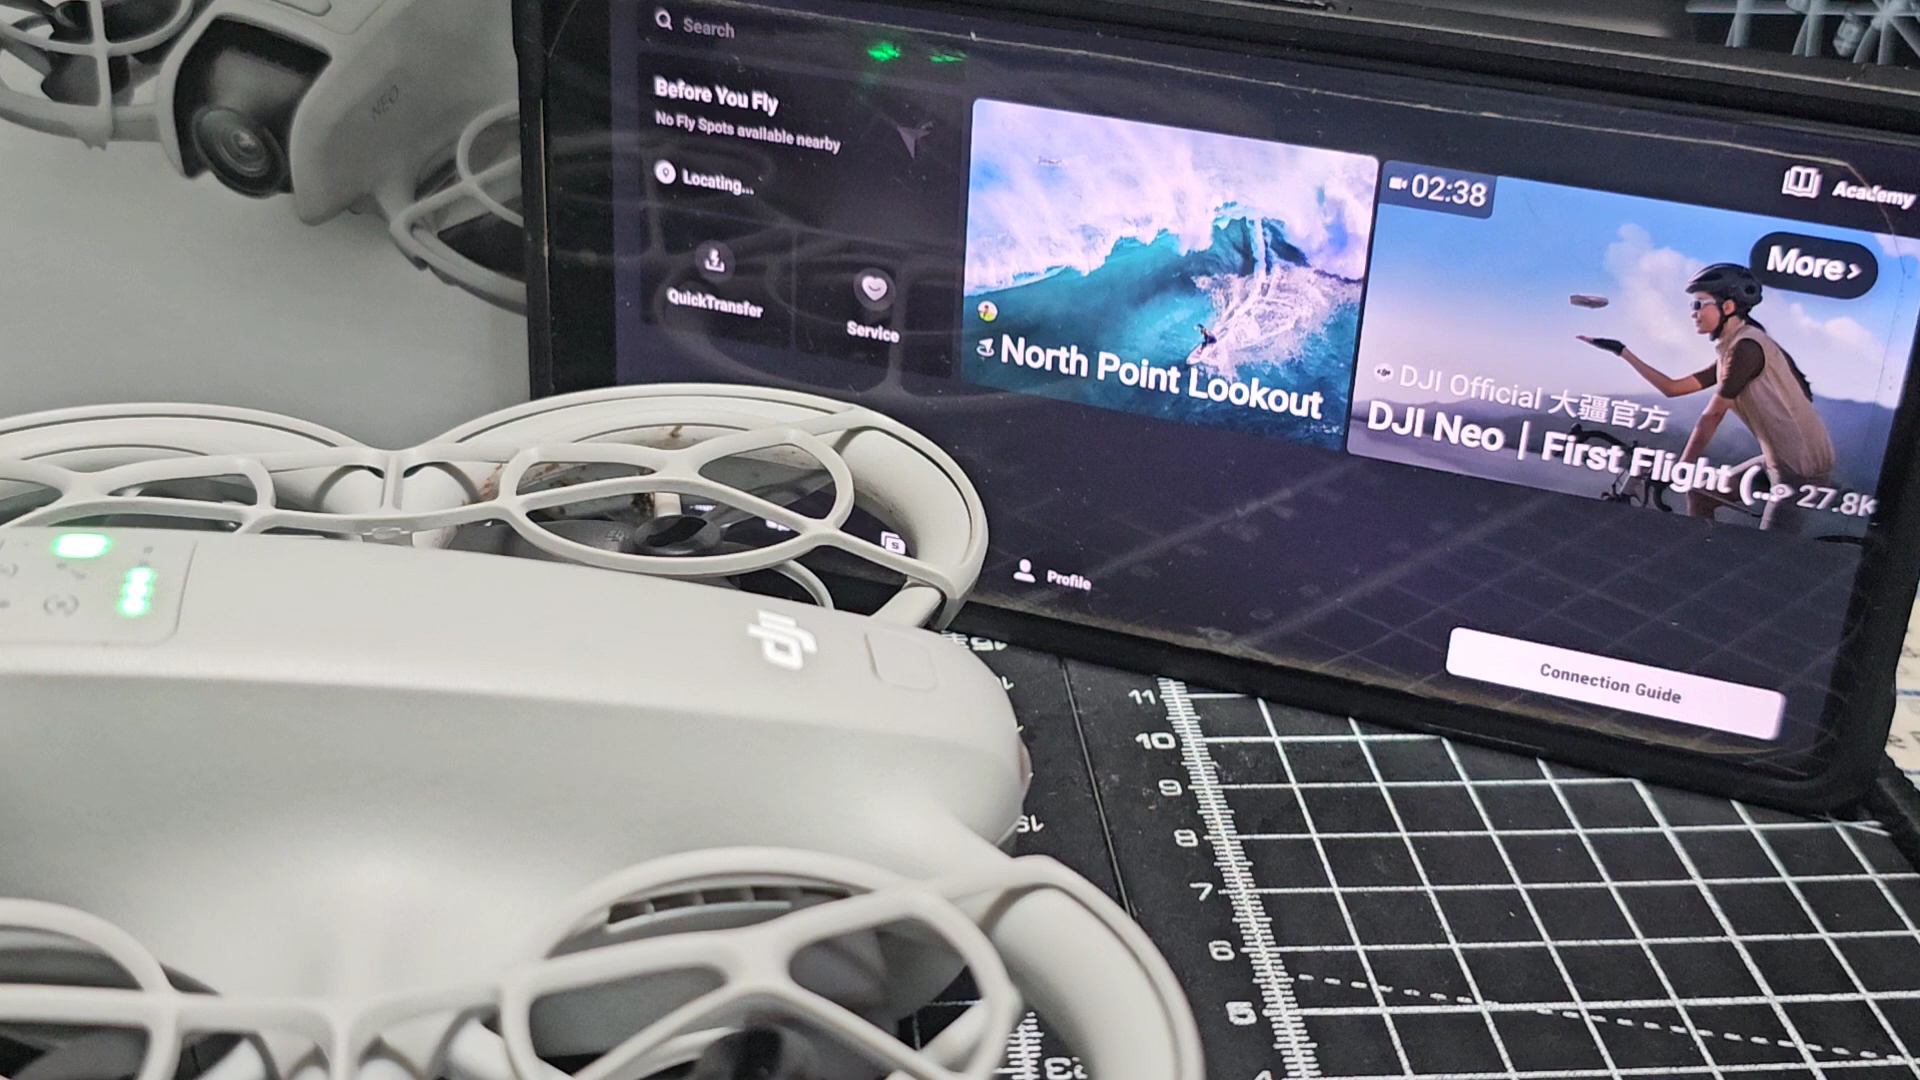 NEO
Search
Before You Fly
No Fly Spots available nearby
Locating...
QuickTransfer
Service
North Point Lookout
Academy
02:38
More>
DJI Official 大疆官方
DJI Neo | First Flight (...
27.8K
Profile
Connection Guide
dji
11
10
9
8
7
6
5